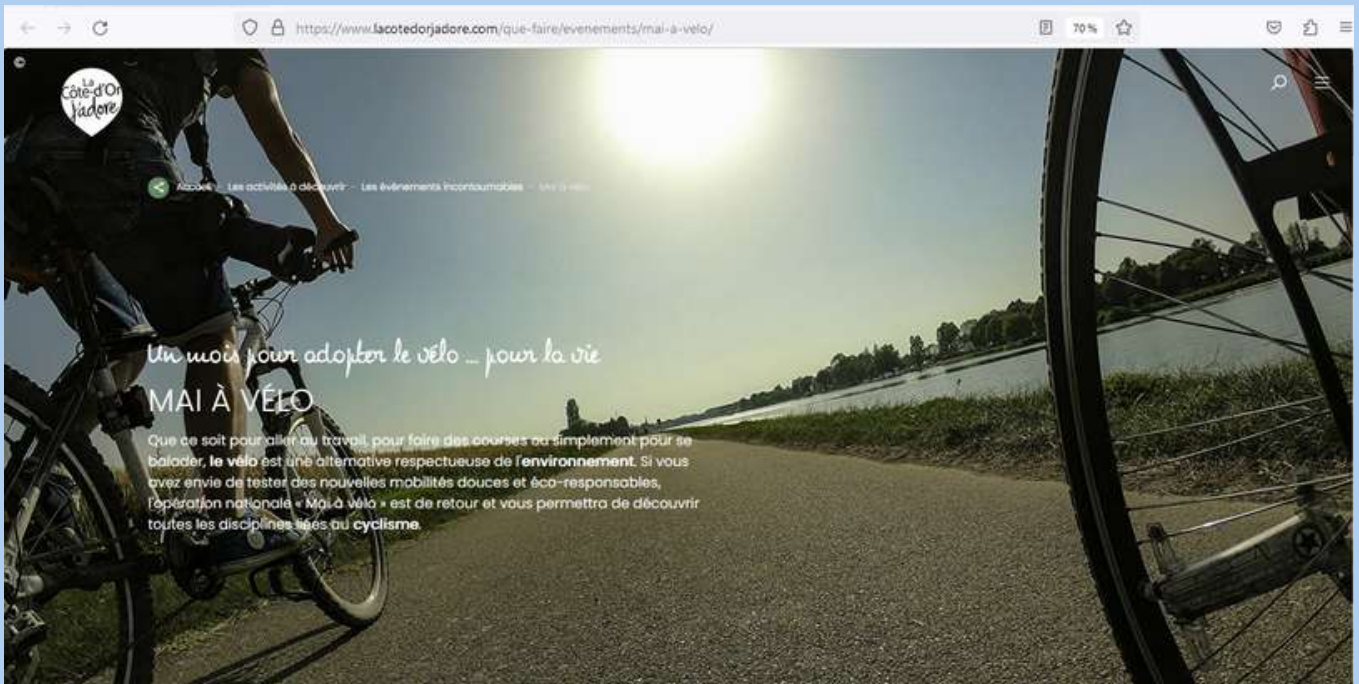 https://www.lacotedorjadore.com/que-faire/evenements/mai-a-velo/
70 %
©
La
Côte-d'Or
J'adore
Accueil - Les activités à découvrir - Les évènements incontournables - Mai à vélo
Un mois pour adopter le vélo ... pour la vie
MAI À VÉLO
Que ce soit pour aller au travail, pour faire des courses ou simplement pour se
balader, le vélo est une alternative respectueuse de l'environnement. Si vous
avez envie de tester des nouvelles mobilités douces et éco-responsables,
l'opération nationale « Mai à vélo » est de retour et vous permettra de découvrir
toutes les disciplines liées au cyclisme.